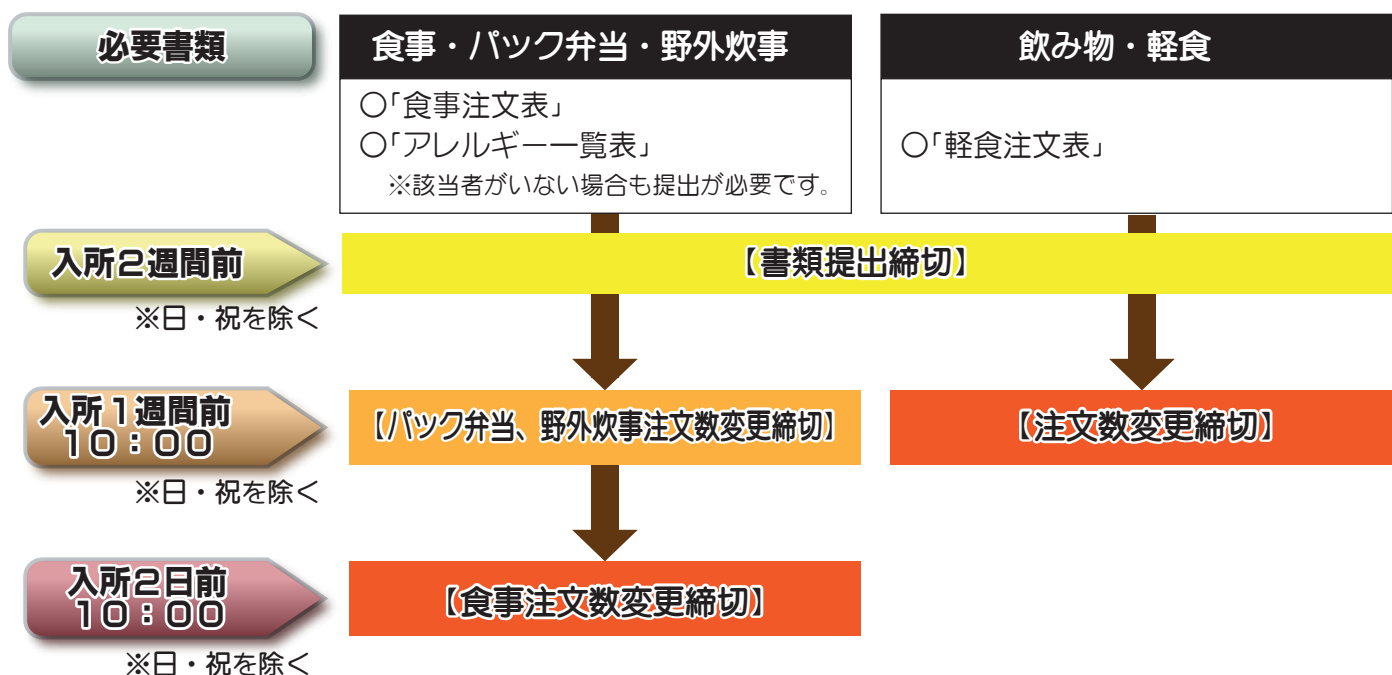 必要書類
食事・パック弁当・野外炊事
飲み物・軽食
○「食事注文表」
○「アレルギー一覧表」
※該当者がいない場合も提出が必要です。
○「軽食注文表」
入所2週間前
※日・祝を除く
【書類提出締切】
入所1週間前
10:00
※日・祝を除く
【パック弁当、野外炊事注文数変更締切】
【注文数変更締切】
入所2日前
10:00
※日・祝を除く
【食事注文数変更締切】